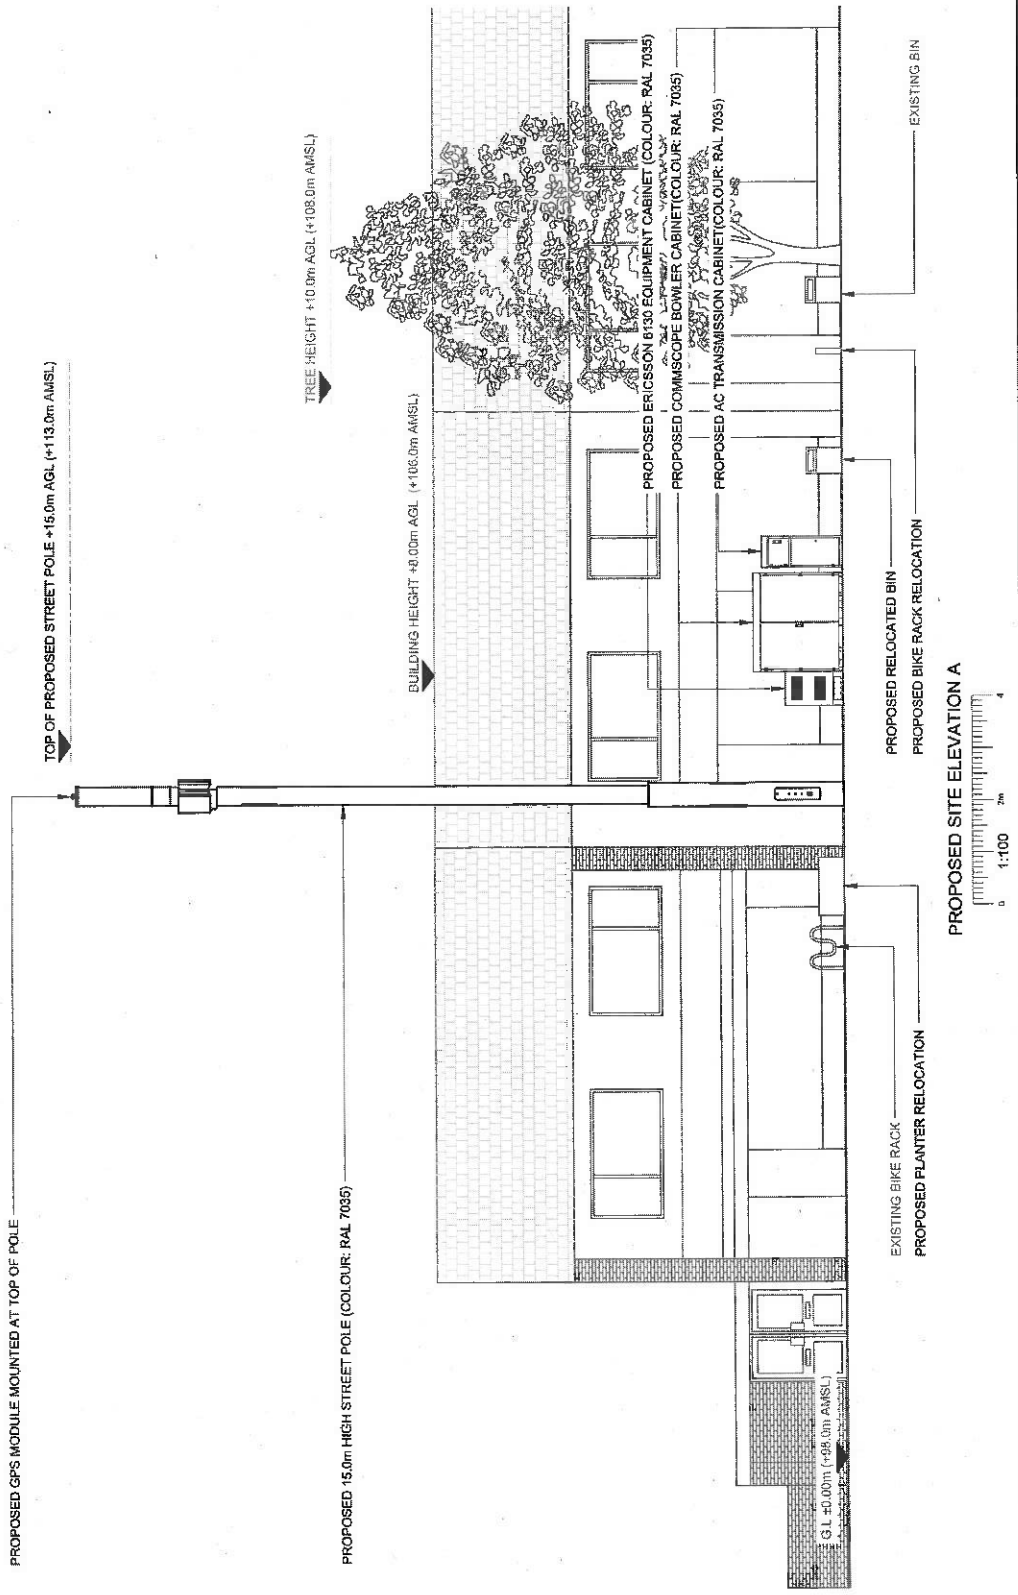 PROPOSED GPS MODULE MOUNTED AT TOP OF POLE
TOP OF PROPOSED STREET POLE +15.0m AGL (+113.0m AMSL)
TREE HEIGHT +10.0m AGL (+108.0m AMSL)
PROPOSED 15.0m HIGH STREET POLE (COLOUR: RAL 7035)
BUILDING HEIGHT +8.00m AGL (+106.0m AMSL)
PROPOSED ERICSSON 6130 EQUIPMENT CABINET (COLOUR: RAL 7035)
PROPOSED COMMSCOPE BOWLER CABINET(COLOUR: RAL 7035)
PROPOSED AC TRANSMISSION CABINET(COLOUR: RAL 7035)
G.L ±0.00m (+98.0m AMSL)
EXISTING BIKE RACK
PROPOSED PLANTER RELOCATION
PROPOSED RELOCATED BIN
PROPOSED BIKE RACK RELOCATION
EXISTING BIN
PROPOSED SITE ELEVATION A
0 2m 4
1:100